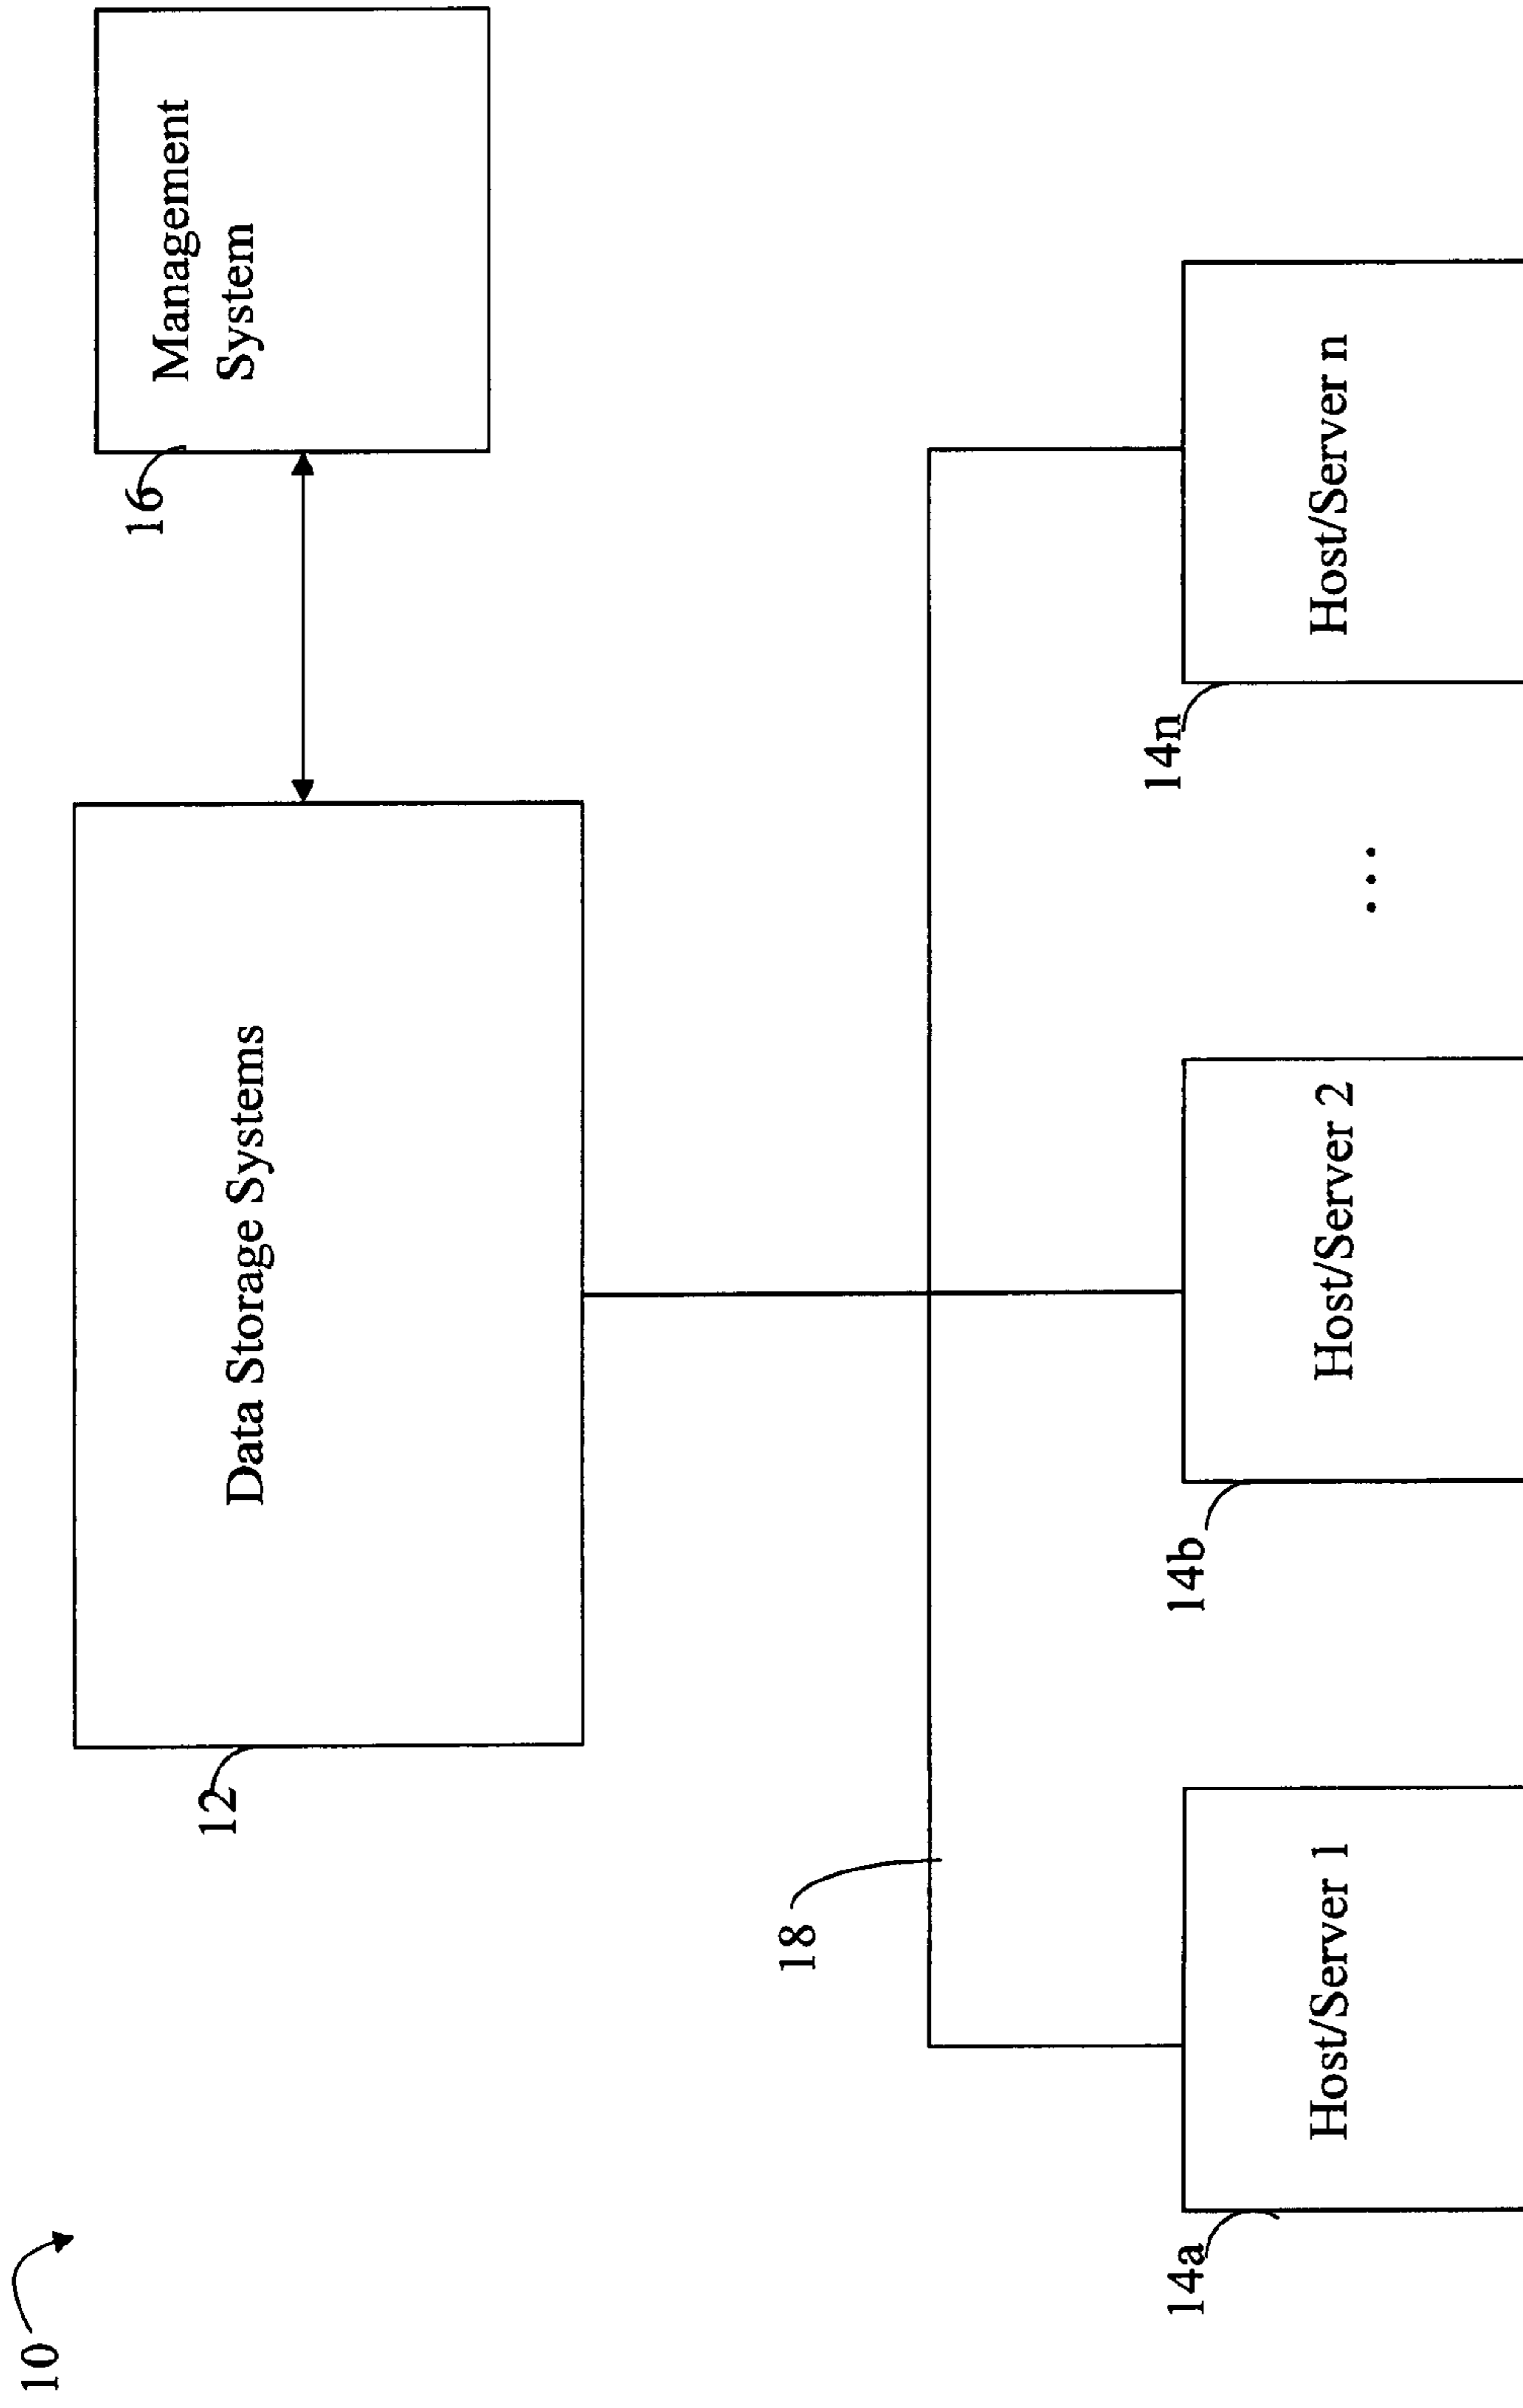 10
12
Data Storage Systems
16
Management
System
18
14a
Host/Server 1
14b
Host/Server 2
...
14n
Host/Server n